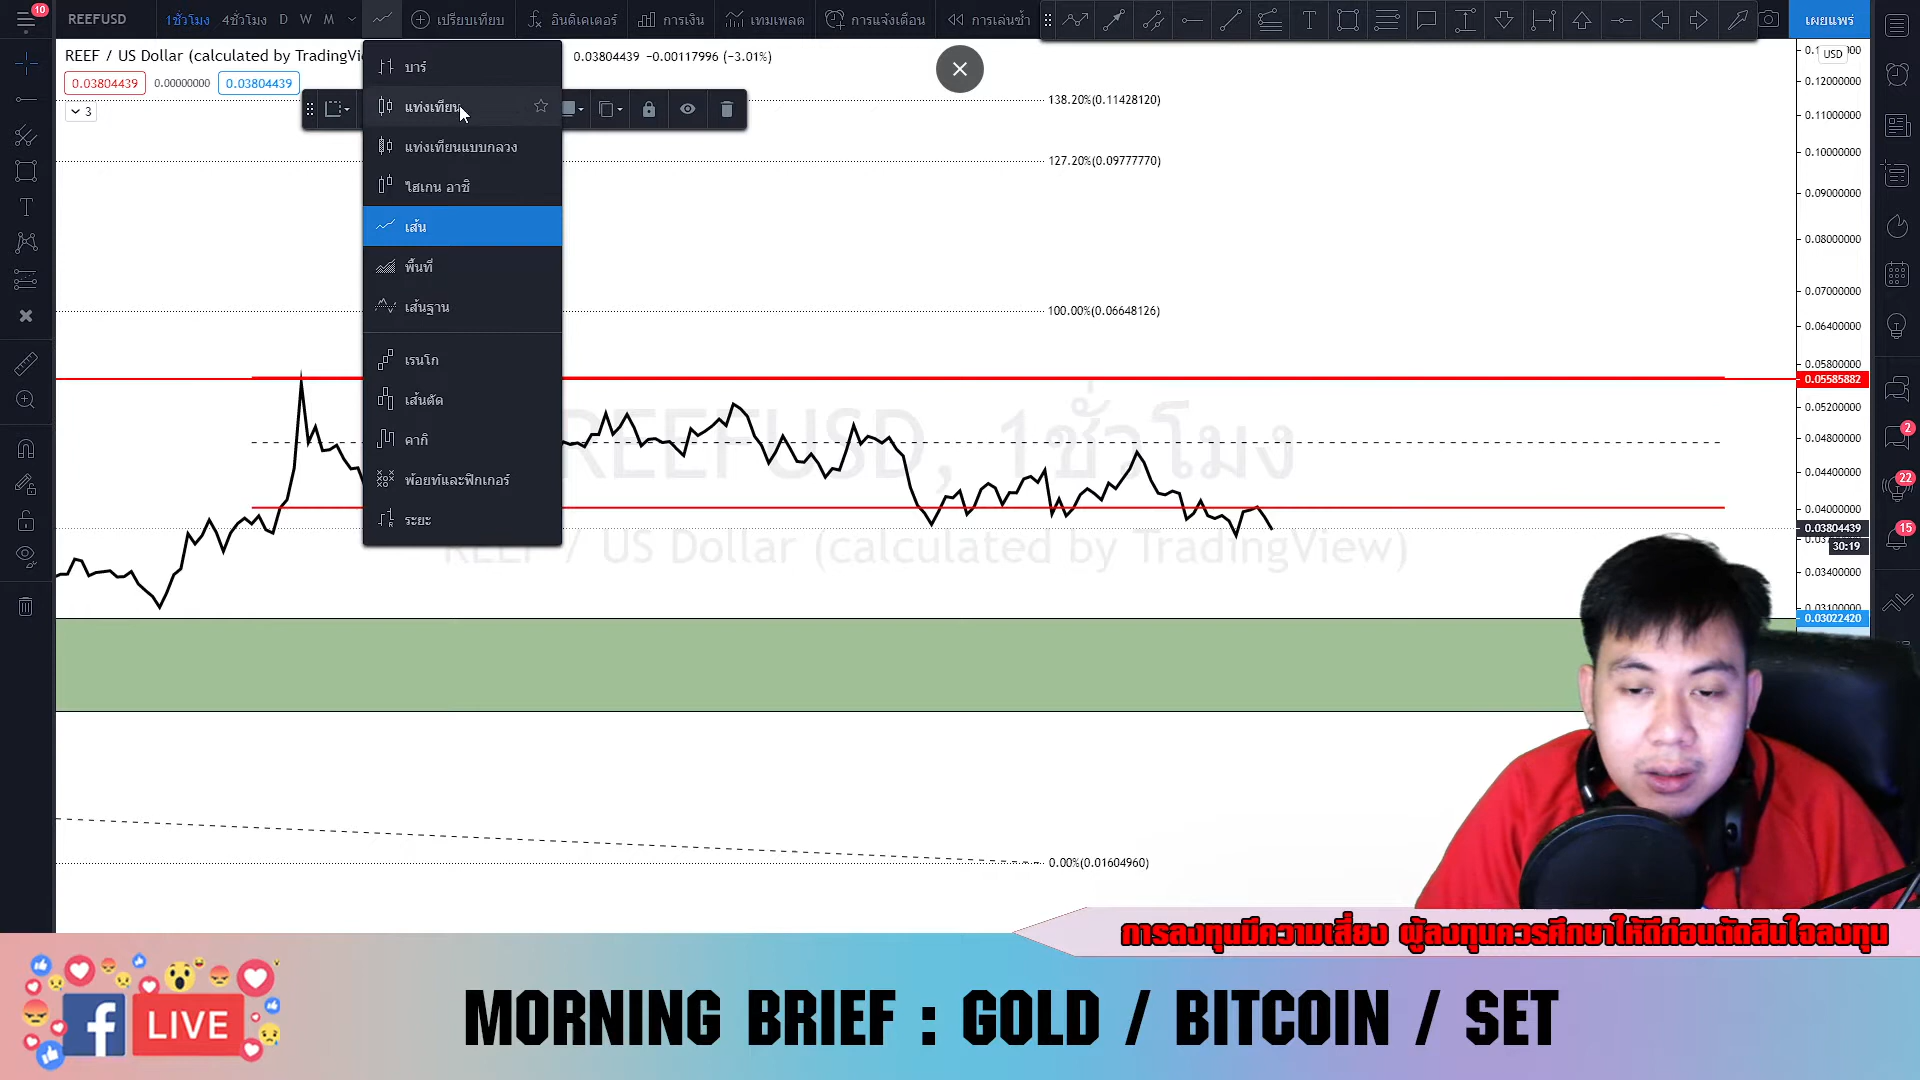 10
REEFUSD
1ชั่วโมง
4ชั่วโมง
D
W
M
เปรียบเทียบ
อินดิเคเตอร์
การเงิน
เทมเพลต
การแจ้งเตือน
การเล่นซ้ำ
เผยแพร่
REEF / US Dollar (calculated by TradingVi
0.03804439 −0.00117996 (−3.01%)
USD
0.03804439
0.00000000
0.03804439
3
บาร์
แท่งเทียน
แท่งเทียนแบบกลวง
ไฮเกน อาชิ
เส้น
พื้นที่
เส้นฐาน
เรนโก
เส้นตัด
คากิ
พ้อยท์และฟิกเกอร์
ระยะ
138.20%(0.11428120)
127.20%(0.09777770)
100.00%(0.06648126)
0.00%(0.01604960)
0.12000000
0.11000000
0.10000000
0.09000000
0.08000000
0.07000000
0.06400000
0.05800000
0.05585882
0.05200000
0.04800000
0.04400000
0.04000000
0.03804439
30:19
0.03400000
0.03100000
0.03022420
2
22
15
REEFUSD, 1ชั่วโมง
REEF / US Dollar (calculated by TradingView)
การลงทุนมีความเสี่ยง ผู้ลงทุนควรศึกษาให้ดีก่อนตัดสินใจลงทุน
f LIVE
MORNING BRIEF : GOLD / BITCOIN / SET